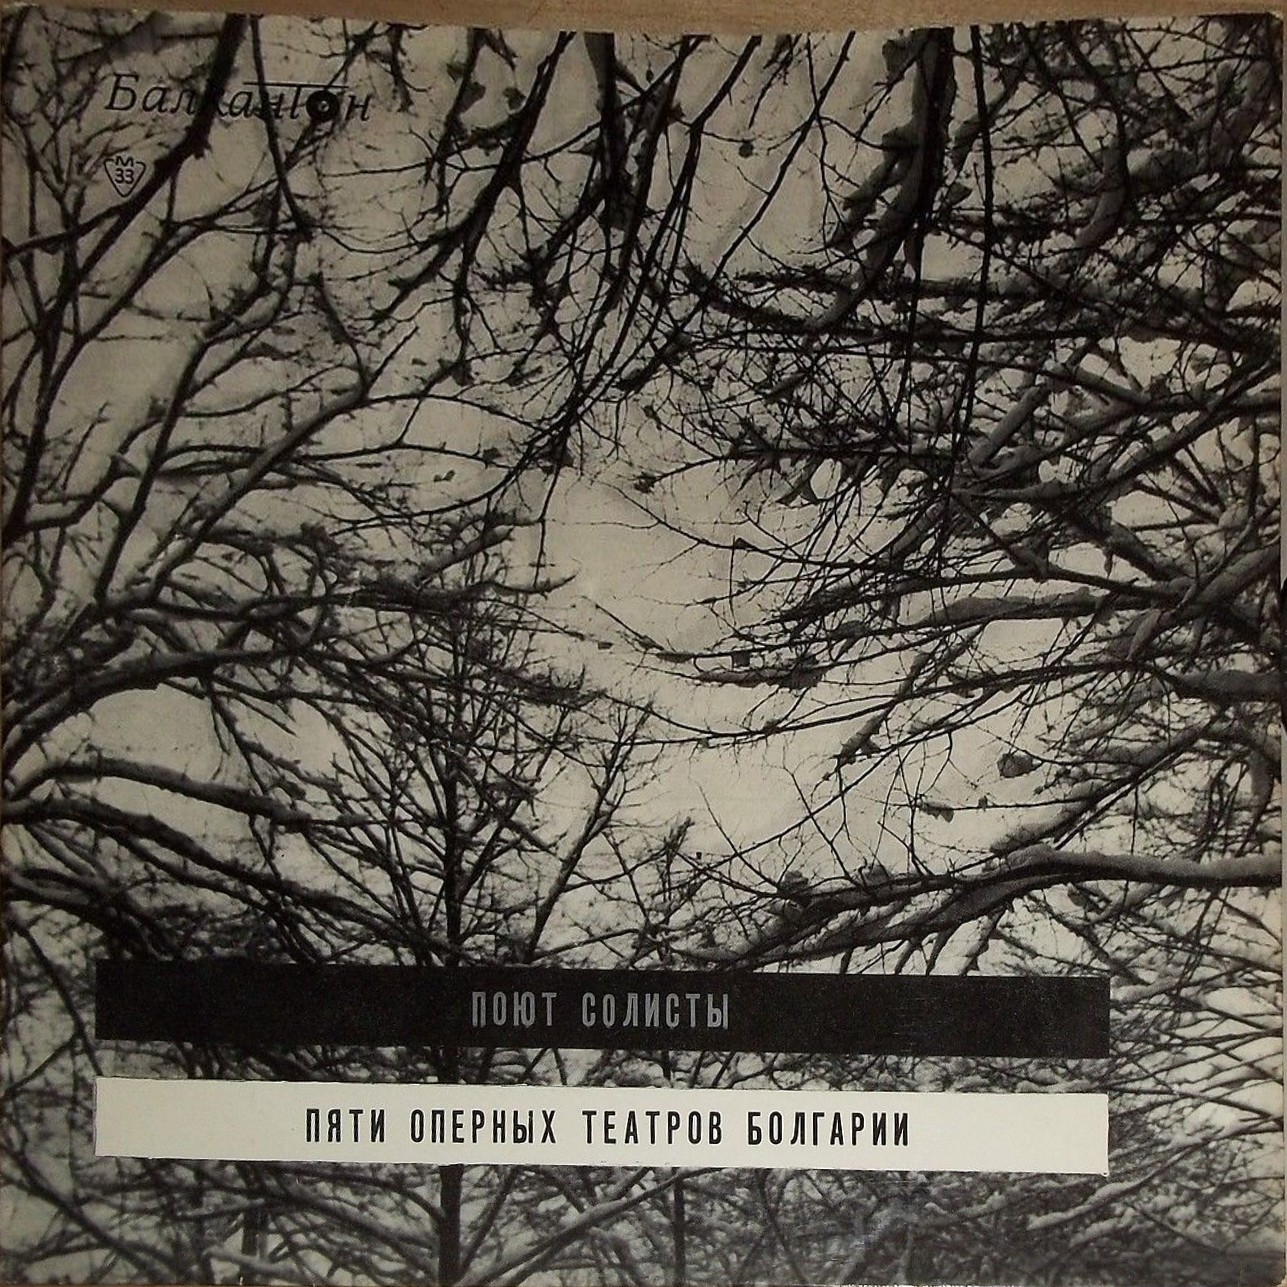 Балкантон
М
33
ПОЮТ СОЛИСТЫ
ПЯТИ ОПЕРНЫХ ТЕАТРОВ БОЛГАРИИ